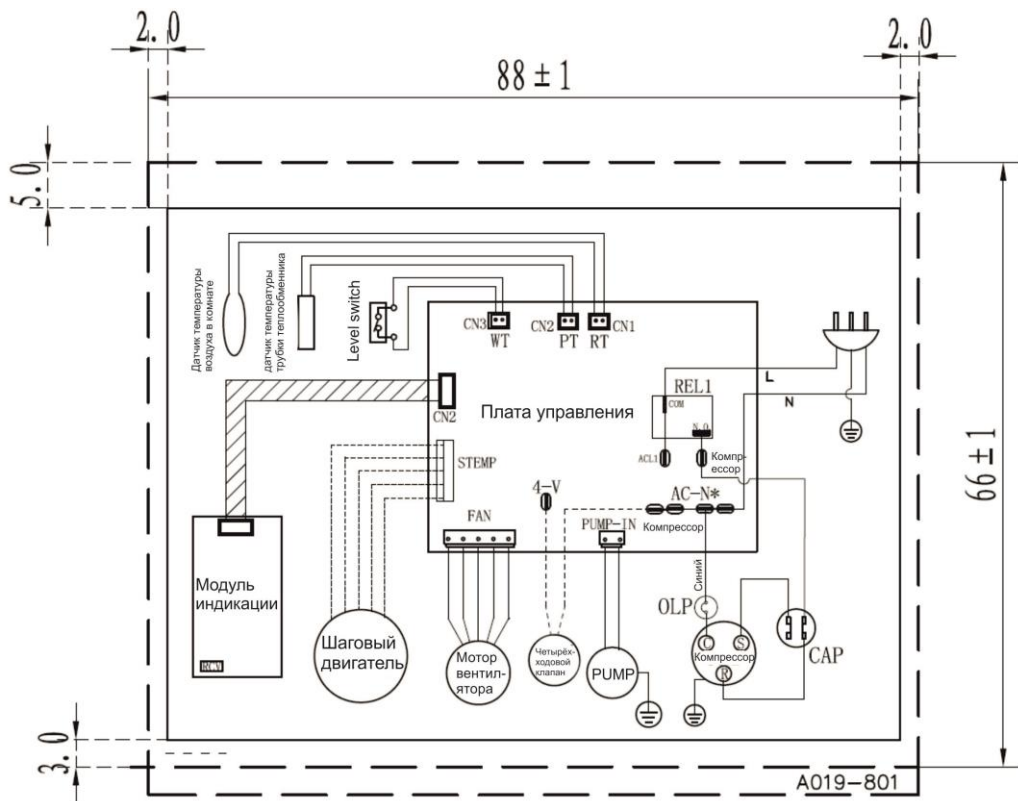 2.0
2.0
88±1
5.0
Датчик температуры
воздуха в комнате
датчик температуры
трубки теплообменника
Level switch
CN3
WT
CN2
PT
RT
CN1
L
N
REL1
COM
N.O
Плата управления
CN2
ACL1
Компр-
ессор
66±1
STEMP
4-V
AC-N*
FAN
PUMP-IN
Компрессор
Синий
Модуль
индикации
OLP
Шаговый
двигатель
Мотор
вентил-
ятора
Четырёх-
ходовой
клапан
PUMP
C
S
Компрессор
R
CAP
RCV
3.0
A019-801